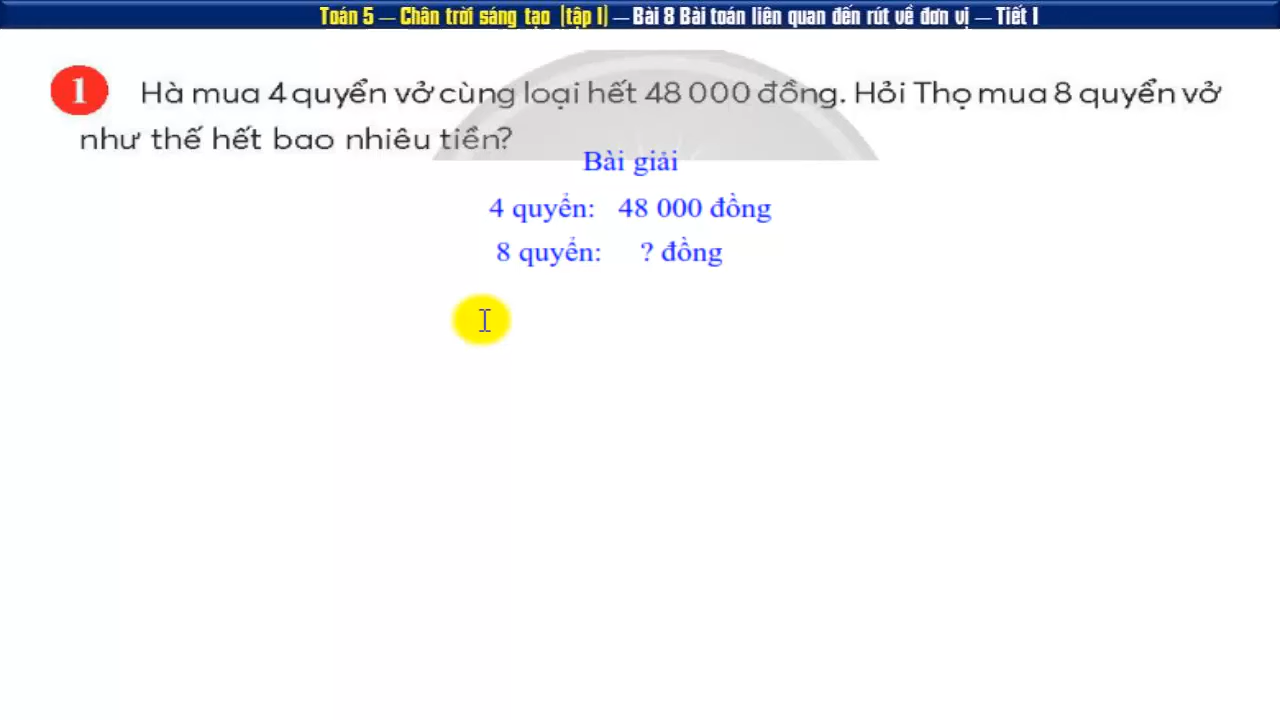 Toán 5 – Chân trời sáng tạo (tập 1) – Bài 8 Bài toán liên quan đến rút về đơn vị – Tiết 1
1 Hà mua 4 quyển vở cùng loại hết 48 000 đồng. Hỏi Thọ mua 8 quyển vở
như thế hết bao nhiêu tiền?
Bài giải
4 quyển: 48 000 đồng
8 quyển: ? đồng